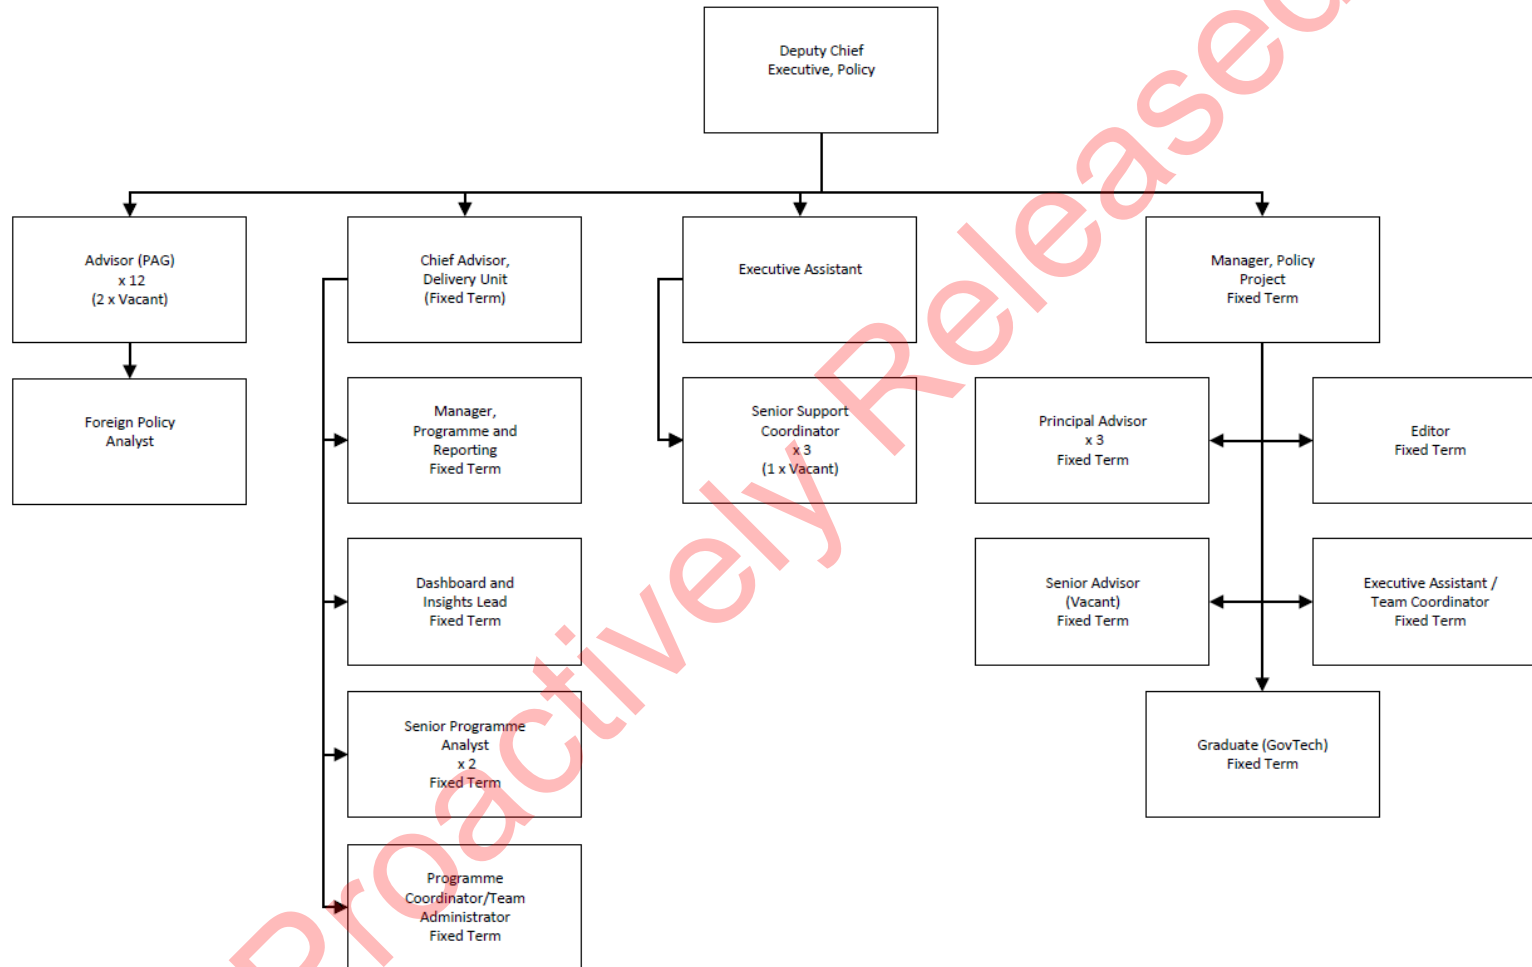 Deputy Chief
Executive, Policy
Advisor (PAG)
x 12
(2 x Vacant)
Chief Advisor,
Delivery Unit
(Fixed Term)
Executive Assistant
Manager, Policy
Project
Fixed Term
Foreign Policy
Analyst
Manager,
Programme and
Reporting
Fixed Term
Senior Support
Coordinator
x 3
(1 x Vacant)
Principal Advisor
x 3
Fixed Term
Editor
Fixed Term
Dashboard and
Insights Lead
Fixed Term
Senior Advisor
(Vacant)
Fixed Term
Executive Assistant /
Team Coordinator
Fixed Term
Senior Programme
Analyst
x 2
Fixed Term
Graduate (GovTech)
Fixed Term
Programme
Coordinator/Team
Administrator
Fixed Term
Proactively Released